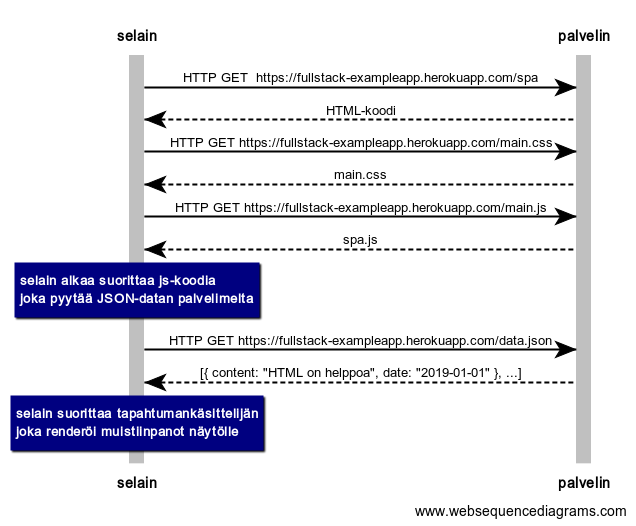 selain palvelin
HTTP GET https://fullstack-exampleapp.herokuapp.com/spa
HTML-koodi
HTTP GET https://fullstack-exampleapp.herokuapp.com/main.css
main.css
HTTP GET https://fullstack-exampleapp.herokuapp.com/main.js
spa.js
selain alkaa suorittaa js-koodia
joka pyytää JSON-datan palvelimelta
HTTP GET https://fullstack-exampleapp.herokuapp.com/data.json
[{ content: "HTML on helppoa", date: "2019-01-01" }, ...]
selain suorittaa tapahtumankäsittelijän
joka renderöi muistiinpanot näytölle
selain palvelin
www.websequencediagrams.com